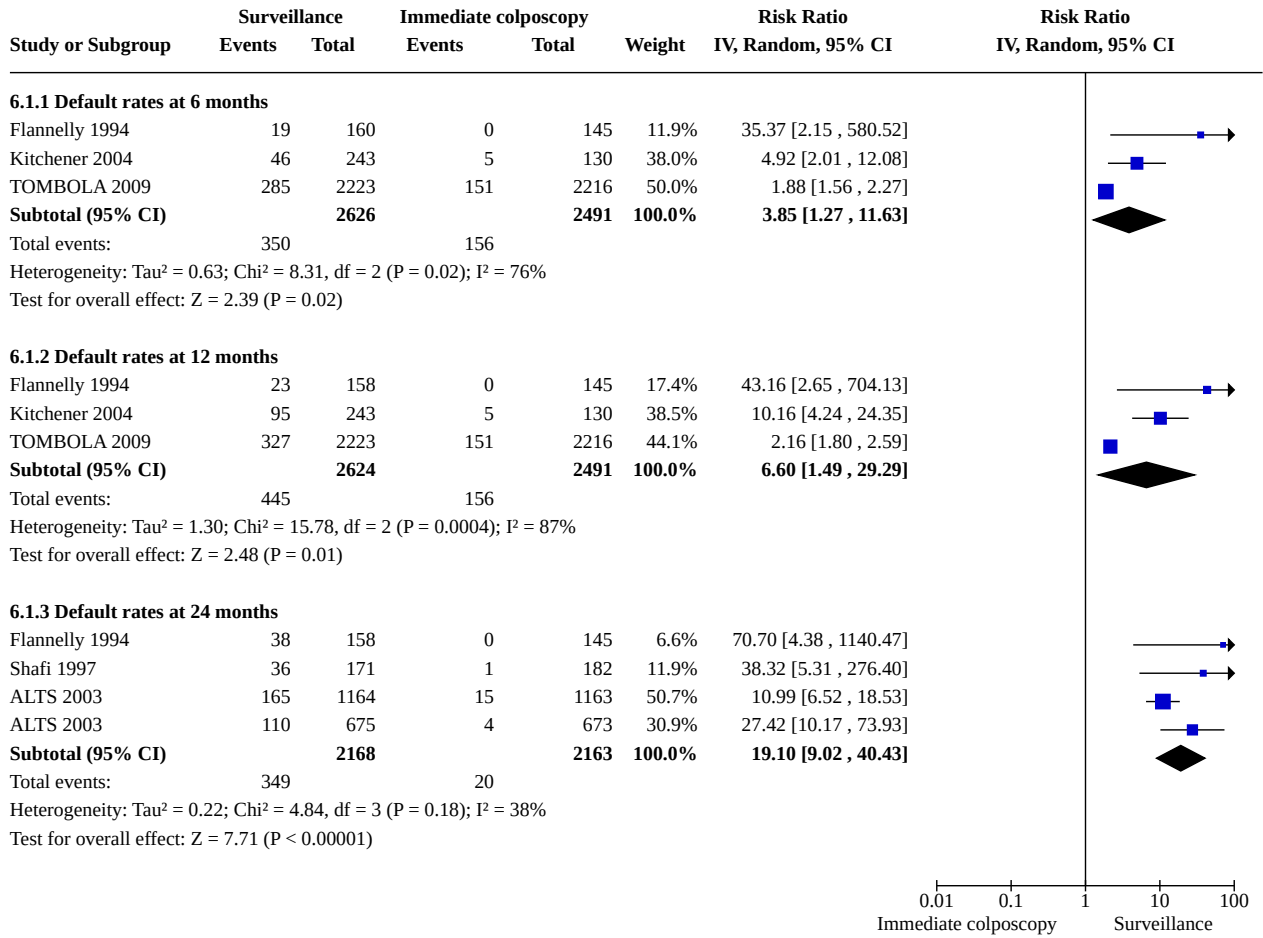 Surveillance Immediate colposcopy Risk Ratio Risk Ratio
Study or Subgroup Events Total Events Total Weight IV, Random, 95% CI IV, Random, 95% CI
6.1.1 Default rates at 6 months
Flannelly 1994 19 160 0 145 11.9% 35.37 [2.15 , 580.52]
Kitchener 2004 46 243 5 130 38.0% 4.92 [2.01 , 12.08]
TOMBOLA 2009 285 2223 151 2216 50.0% 1.88 [1.56 , 2.27]
Subtotal (95% CI) 2626 2491 100.0% 3.85 [1.27 , 11.63]
Total events: 350 156
Heterogeneity: Tau² = 0.63; Chi² = 8.31, df = 2 (P = 0.02); I² = 76%
Test for overall effect: Z = 2.39 (P = 0.02)
6.1.2 Default rates at 12 months
Flannelly 1994 23 158 0 145 17.4% 43.16 [2.65 , 704.13]
Kitchener 2004 95 243 5 130 38.5% 10.16 [4.24 , 24.35]
TOMBOLA 2009 327 2223 151 2216 44.1% 2.16 [1.80 , 2.59]
Subtotal (95% CI) 2624 2491 100.0% 6.60 [1.49 , 29.29]
Total events: 445 156
Heterogeneity: Tau² = 1.30; Chi² = 15.78, df = 2 (P = 0.0004); I² = 87%
Test for overall effect: Z = 2.48 (P = 0.01)
6.1.3 Default rates at 24 months
Flannelly 1994 38 158 0 145 6.6% 70.70 [4.38 , 1140.47]
Shafi 1997 36 171 1 182 11.9% 38.32 [5.31 , 276.40]
ALTS 2003 165 1164 15 1163 50.7% 10.99 [6.52 , 18.53]
ALTS 2003 110 675 4 673 30.9% 27.42 [10.17 , 73.93]
Subtotal (95% CI) 2168 2163 100.0% 19.10 [9.02 , 40.43]
Total events: 349 20
Heterogeneity: Tau² = 0.22; Chi² = 4.84, df = 3 (P = 0.18); I² = 38%
Test for overall effect: Z = 7.71 (P < 0.00001)
0.01 0.1 1 10 100
Immediate colposcopy Surveillance